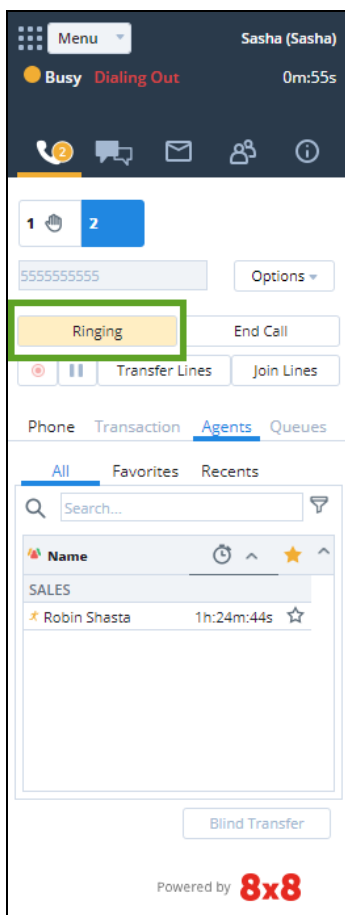 Menu Sasha (Sasha)
Busy Dialing Out 0m:55s
2
1 2
5555555555 Options
Ringing End Call
Transfer Lines Join Lines
Phone Transaction Agents Queues
All Favorites Recents
Search...
Name
SALES
Robin Shasta 1h:24m:44s
Blind Transfer
Powered by 8x8